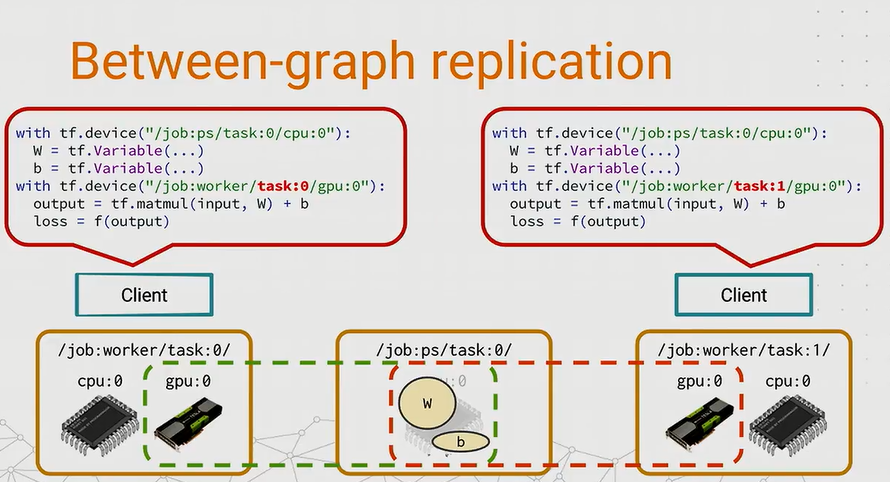 Between-graph replication
with tf.device("/job:ps/task:0/cpu:0"):
W = tf.Variable(...)
b = tf.Variable(...)
with tf.device("/job:worker/task:0/gpu:0"):
output = tf.matmul(input, W) + b
loss = f(output)
with tf.device("/job:ps/task:0/cpu:0"):
W = tf.Variable(...)
b = tf.Variable(...)
with tf.device("/job:worker/task:1/gpu:0"):
output = tf.matmul(input, W) + b
loss = f(output)
Client
Client
/job:worker/task:0/
/job:ps/task:0/
/job:worker/task:1/
cpu:0
gpu:0
gpu:0
cpu:0
W
b